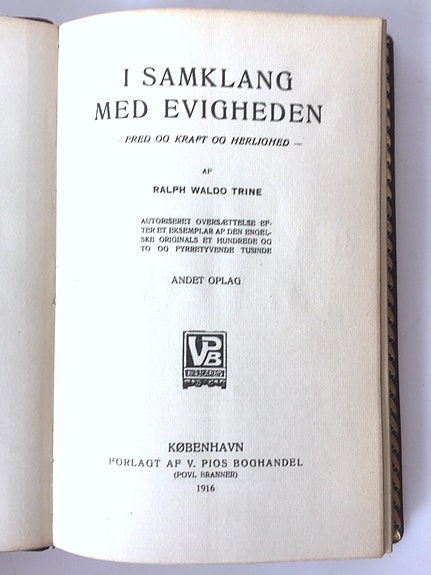 I SAMKLANG
MED EVIGHEDEN
— FRED OG KRAFT OG HERLIGHED —
AF
RALPH WALDO TRINE
AUTORISERET OVERSÆTTELSE EF-
TER ET EKSEMPLAR AF DEN ENGEL-
SKE ORIGINALS ET HUNDREDE OG
TO OG FYRRETYVENDE TUSINDE
ANDET OPLAG
VPB
KØBENHAVN
FORLAGT AF V. PIOS BOGHANDEL
(POVL BRANNER)
1916